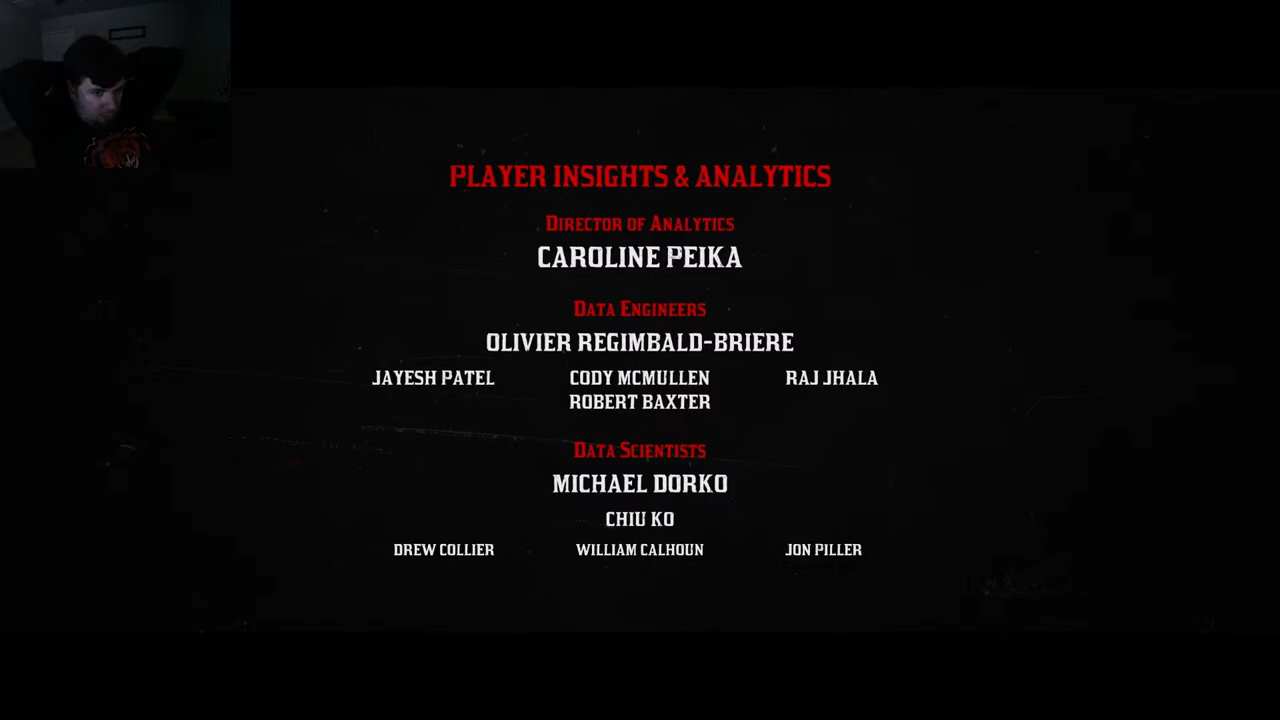 PLAYER INSIGHTS & ANALYTICS
DIRECTOR OF ANALYTICS
CAROLINE PEIKA
DATA ENGINEERS
OLIVIER REGIMBALD-BRIERE
JAYESH PATEL CODY MCMULLEN RAJ JHALA
ROBERT BAXTER
DATA SCIENTISTS
MICHAEL DORKO
CHIU KO
DREW COLLIER WILLIAM CALHOUN JON PILLER